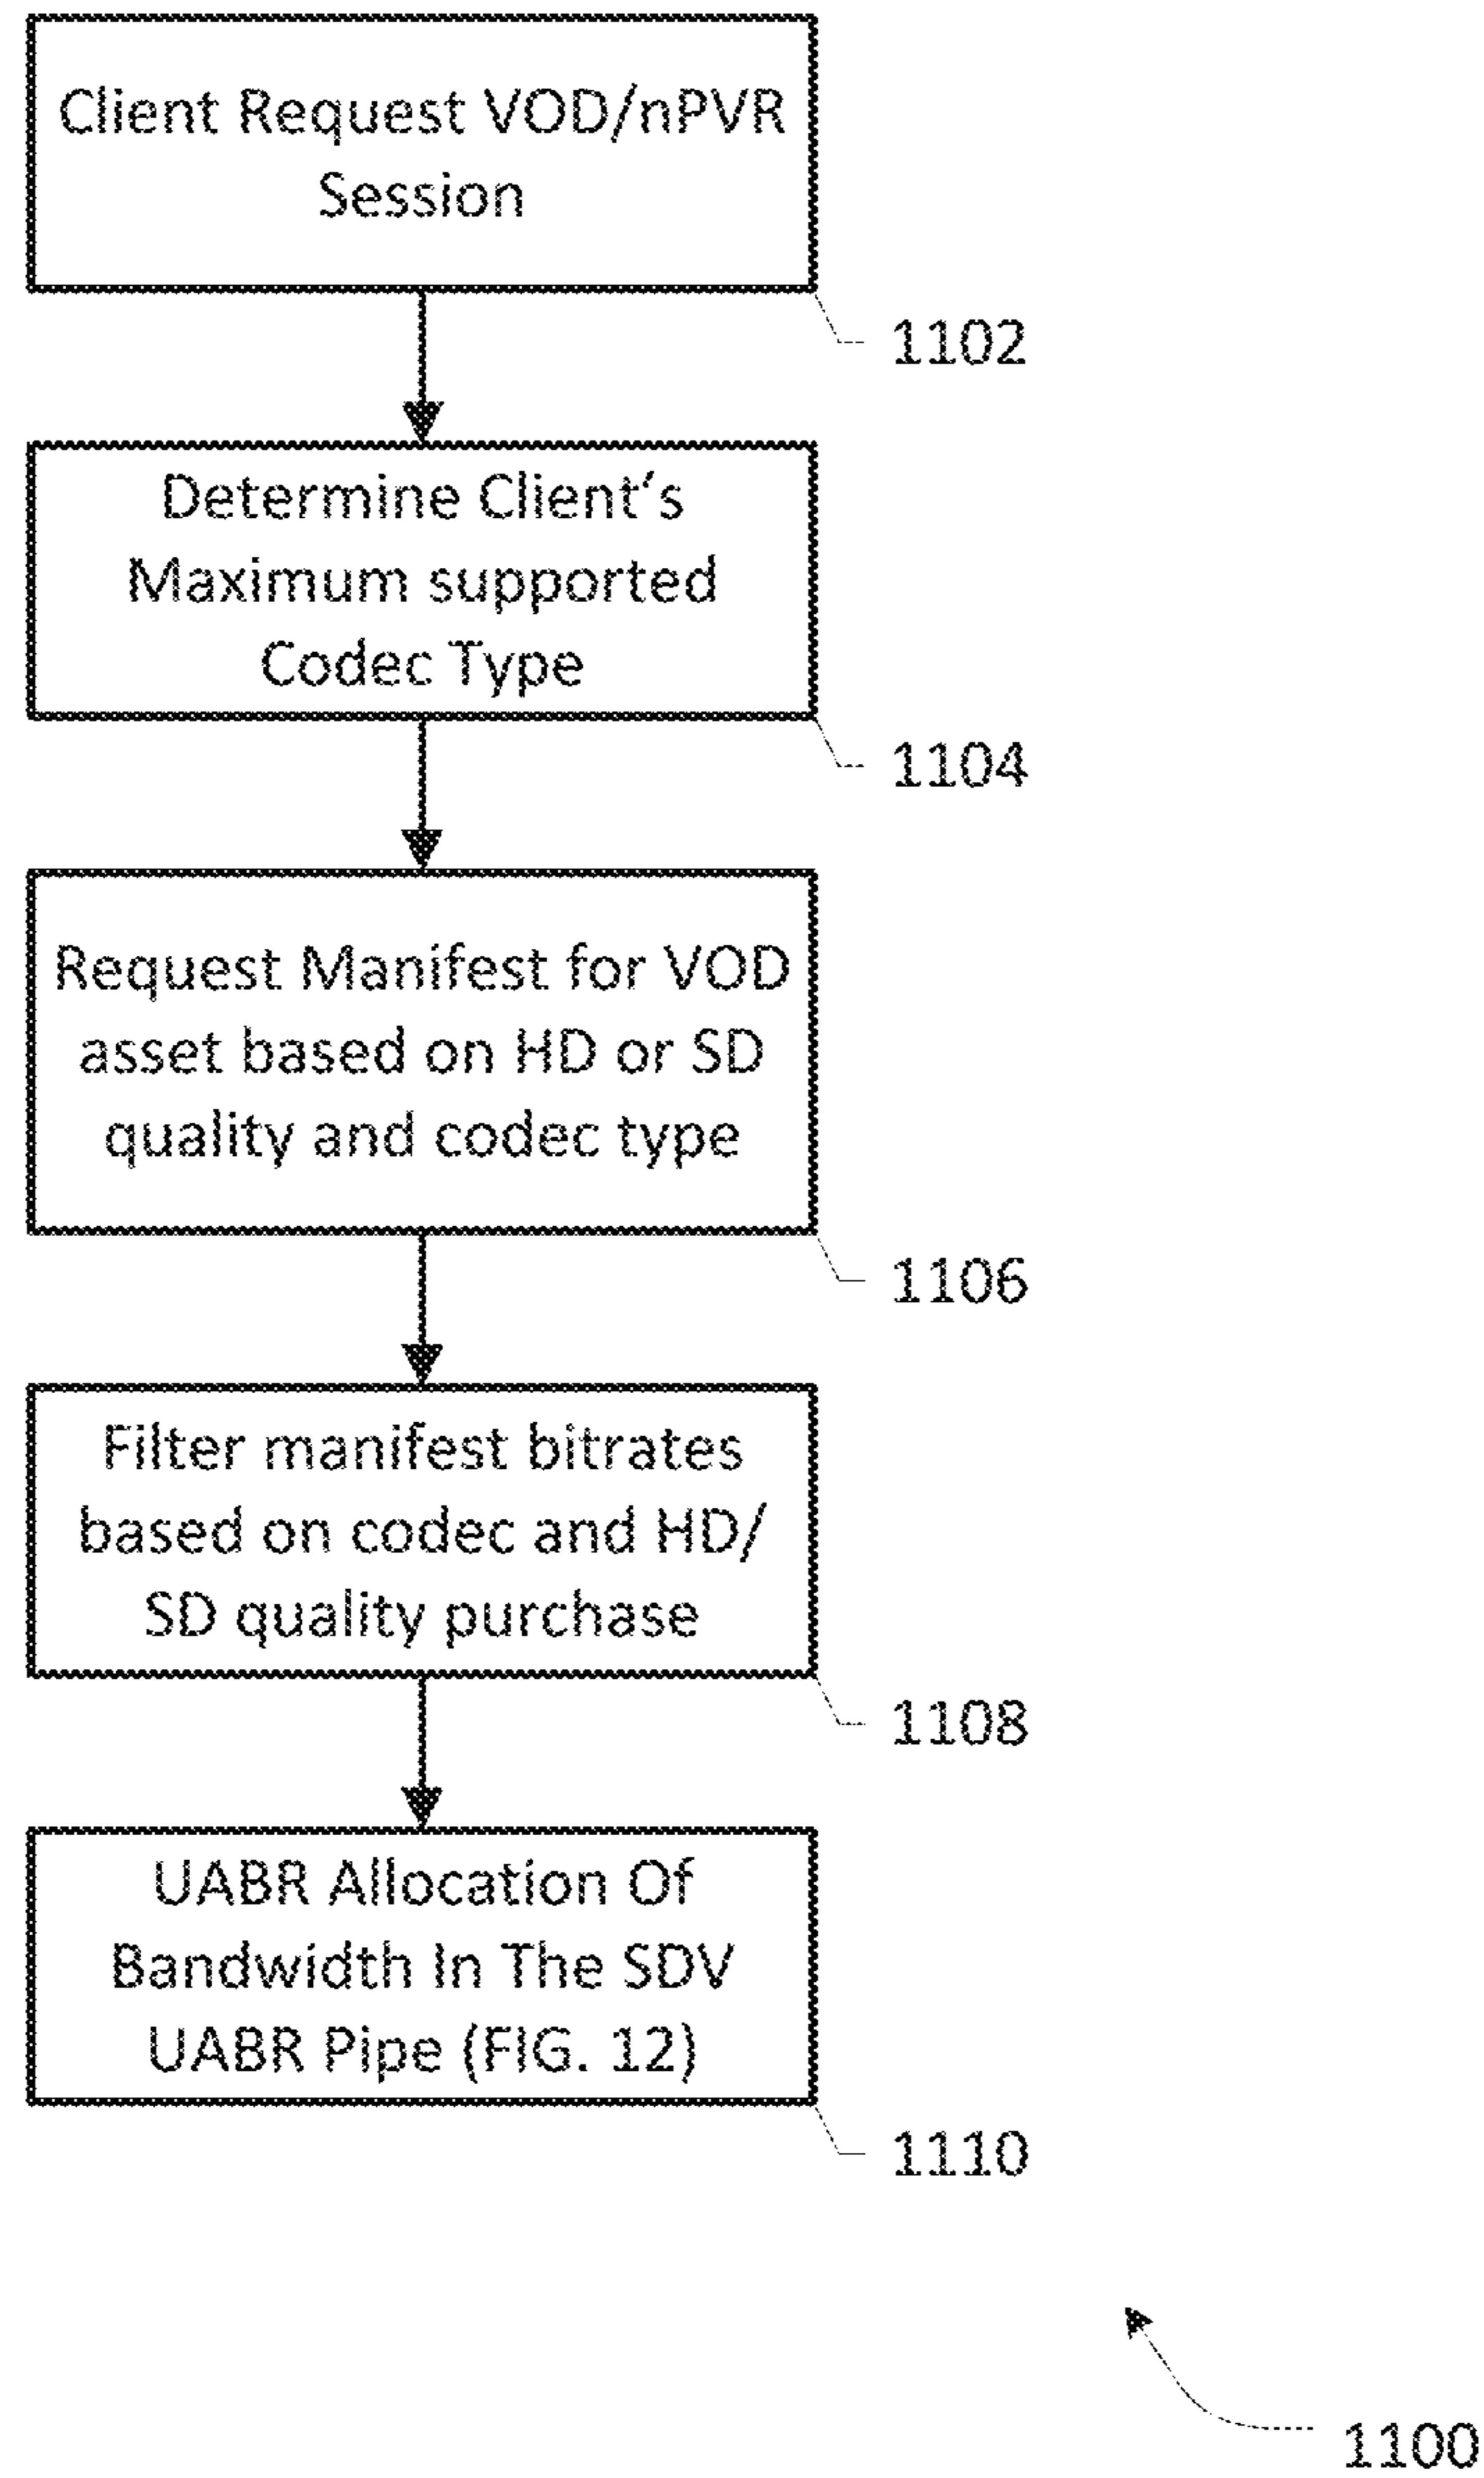 Client Request VOD/nPVR
Session
1102
Determine Client's
Maximum supported
Codec Type
1104
Request Manifest for VOD
asset based on HD or SD
quality and codec type
1106
Filter manifest bitrates
based on codec and HD/
SD quality purchase
1108
UABR Allocation Of
Bandwidth In The SDV
UABR Pipe (FIG. 12)
1110
1100